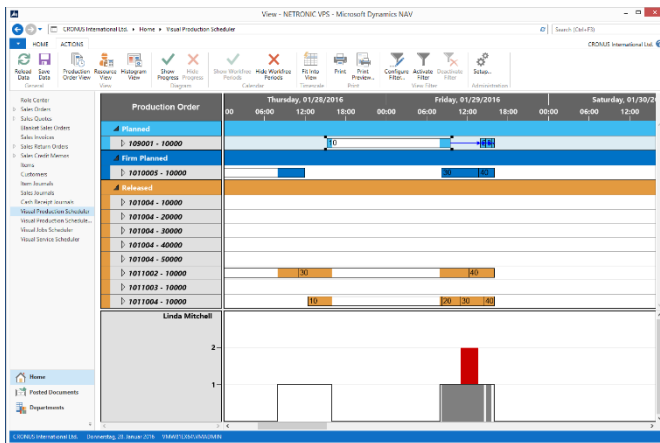 View - NETRONIC VPS - Microsoft Dynamics NAV
CRONUS International Ltd. › Home › Visual Production Scheduler
Search (Ctrl+F3)
HOME ACTIONS
CRONUS International Ltd.
Reload Data
Save Data
Production Order View
Resource View
Histogram View
Show Progress
Hide Progress
Show Workfree Periods
Hide Workfree Periods
Fit Into View
Print
Print Preview...
Configure Filter...
Activate Filter
Deactivate Filter
Setup...
General
View
Diagram
Calendar
Timescale
Print
View Filter
Administration
Role Center
Sales Orders
Sales Quotes
Blanket Sales Orders
Sales Invoices
Sales Return Orders
Sales Credit Memos
Items
Customers
Item Journals
Sales Journals
Cash Receipt Journals
Visual Production Scheduler
Visual Production Schedule...
Visual Jobs Scheduler
Visual Service Scheduler
Home
Posted Documents
Departments
Production Order
Thursday, 01/28/2016
Friday, 01/29/2016
Saturday, 01/30/20
00 06:00 12:00 18:00 00:00 06:00 12:00 18:00 00:00 06:00 12:00
Planned
109001 - 10000
10
Firm Planned
1010005 - 10000
30 40
Released
101004 - 10000
101004 - 20000
101004 - 30000
101004 - 40000
101004 - 50000
1011002 - 10000
30 40
1011003 - 10000
1011004 - 10000
10 20 30 40
Linda Mitchell
2
1
CRONUS International Ltd. Donnerstag, 28. Januar 2016